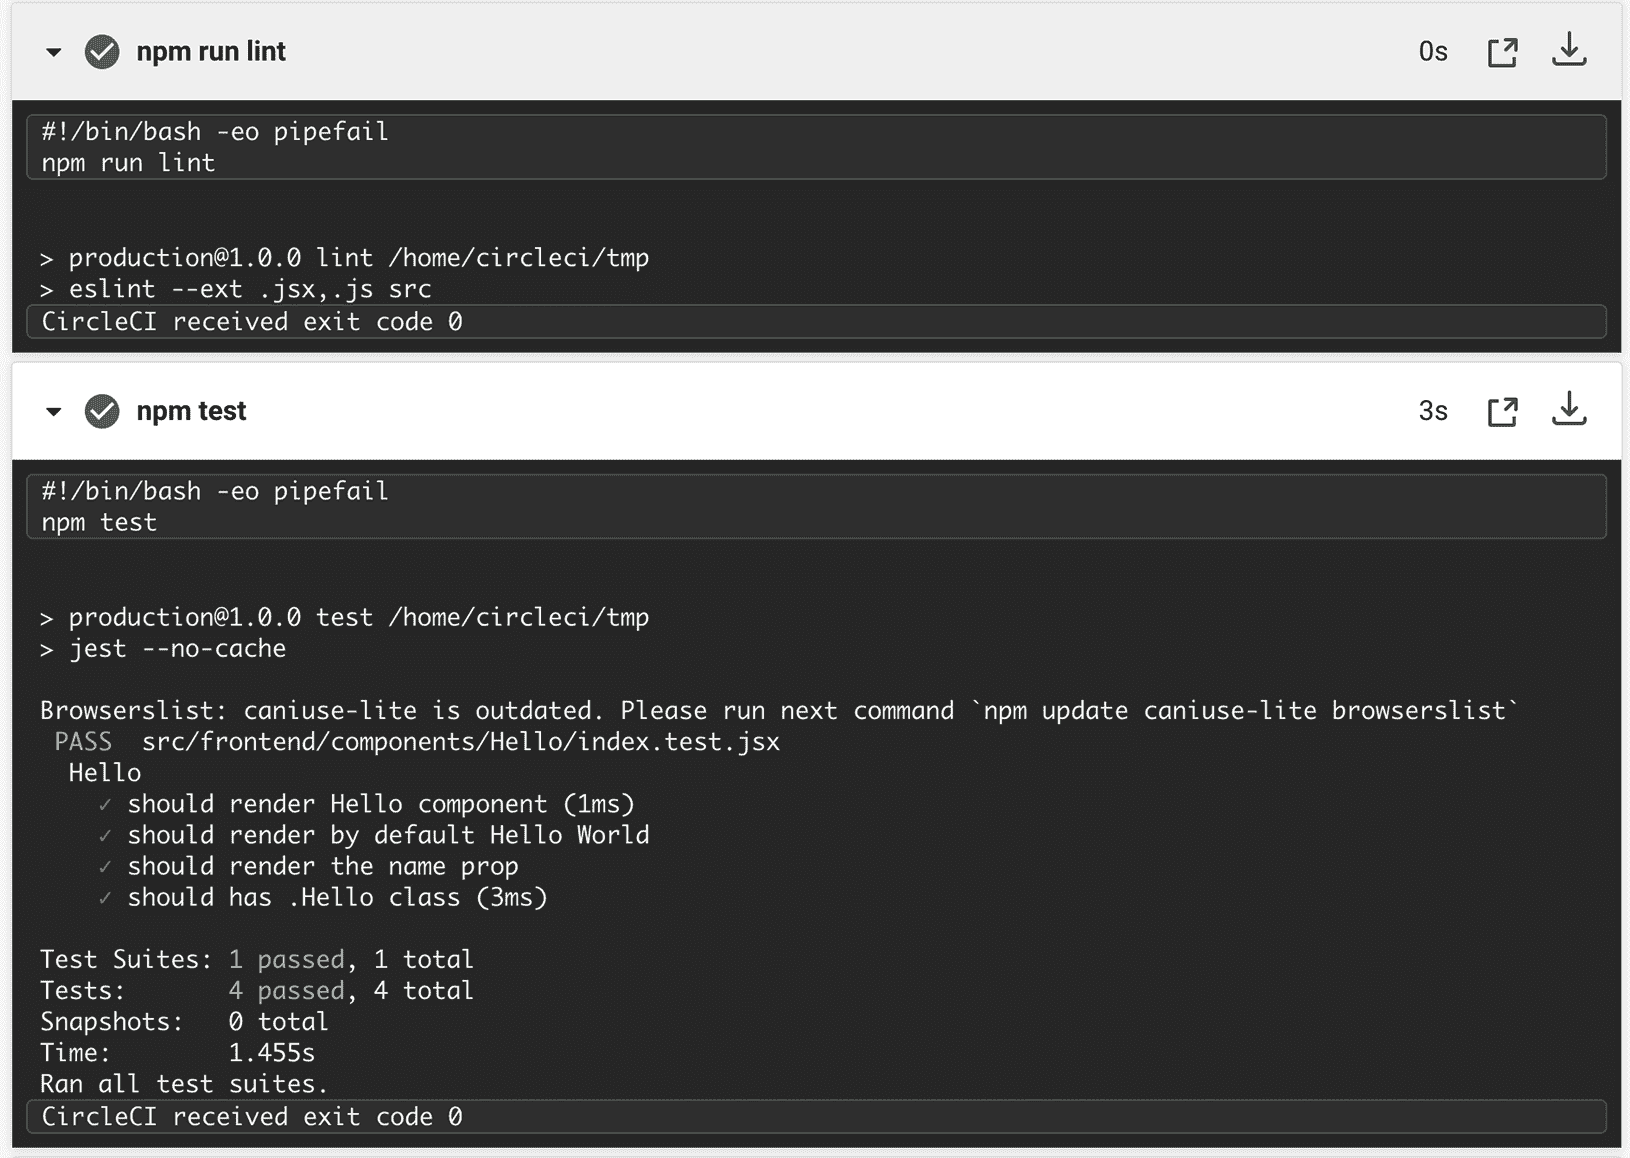 npm run lint 0s
#!/bin/bash -eo pipefail
npm run lint
> production@1.0.0 lint /home/circleci/tmp
> eslint --ext .jsx,.js src
CircleCI received exit code 0
npm test 3s
#!/bin/bash -eo pipefail
npm test
> production@1.0.0 test /home/circleci/tmp
> jest --no-cache
Browserslist: caniuse-lite is outdated. Please run next command `npm update caniuse-lite browserslist`
PASS src/frontend/components/Hello/index.test.jsx
Hello
✓ should render Hello component (1ms)
✓ should render by default Hello World
✓ should render the name prop
✓ should has .Hello class (3ms)
Test Suites: 1 passed, 1 total
Tests: 4 passed, 4 total
Snapshots: 0 total
Time: 1.455s
Ran all test suites.
CircleCI received exit code 0